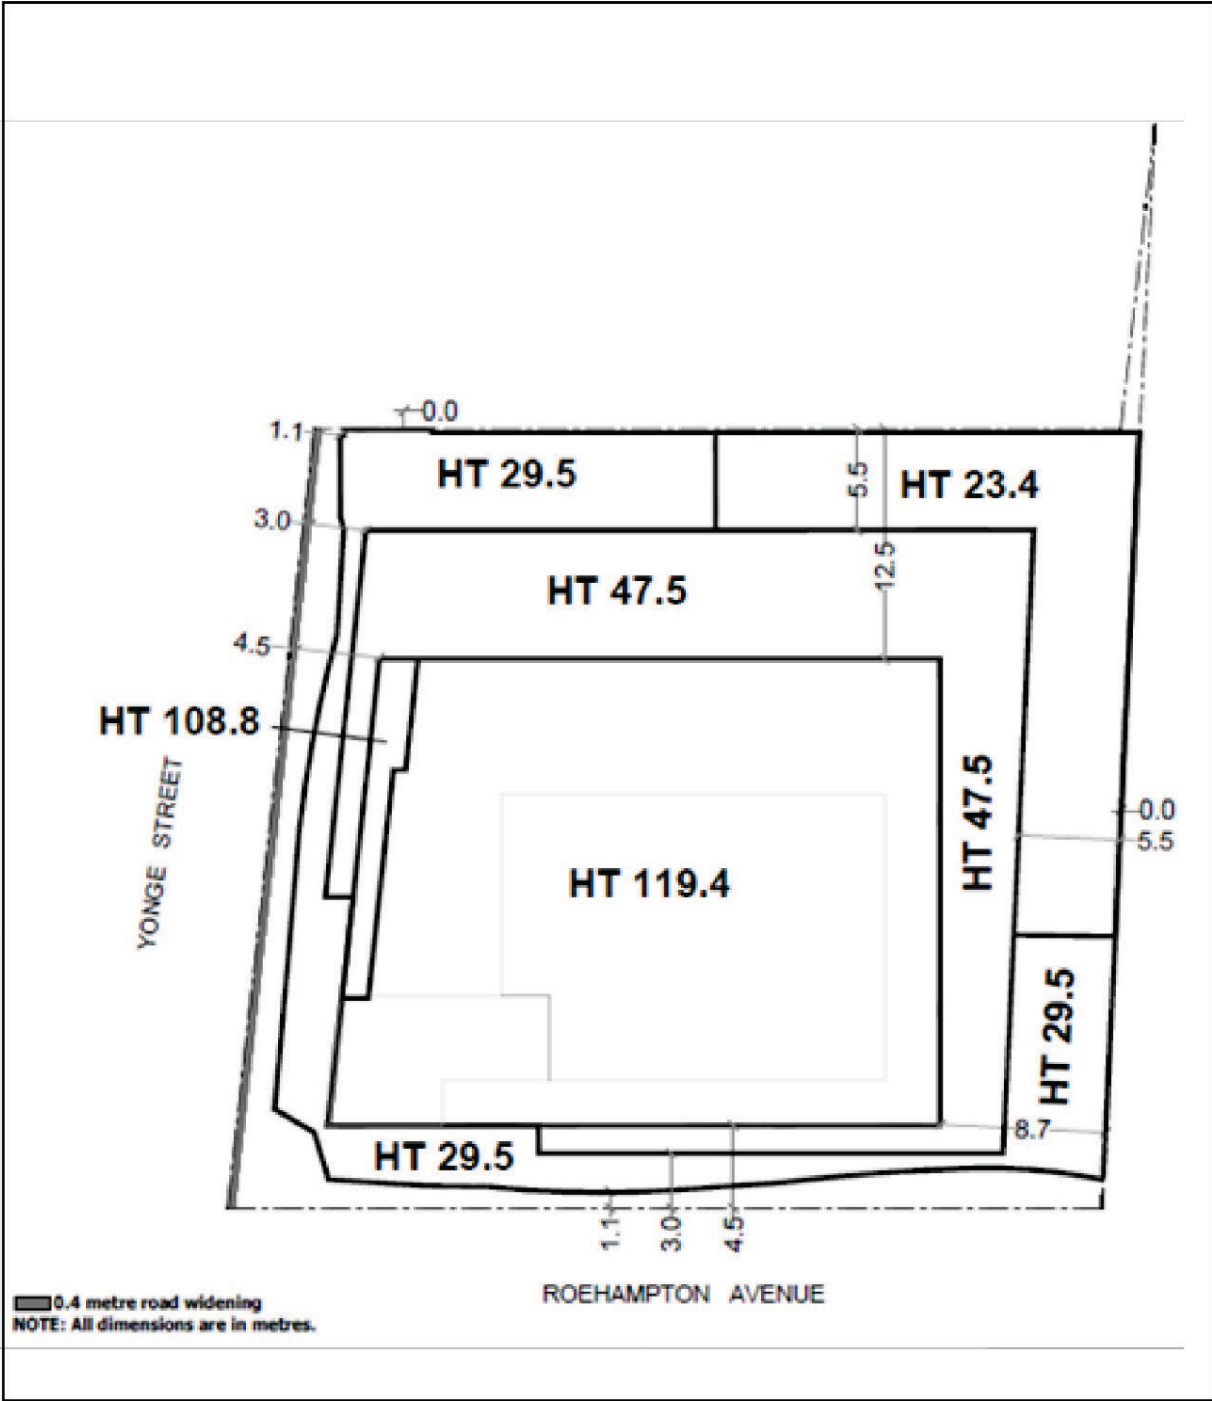 0.0
1.1
HT 29.5
5.5
HT 23.4
3.0
12.5
HT 47.5
4.5
HT 108.8
YONGE STREET
HT 47.5
0.0
5.5
HT 119.4
HT 29.5
8.7
HT 29.5
1.1
3.0
4.5
ROEHAMPTON AVENUE
0.4 metre road widening
NOTE: All dimensions are in metres.